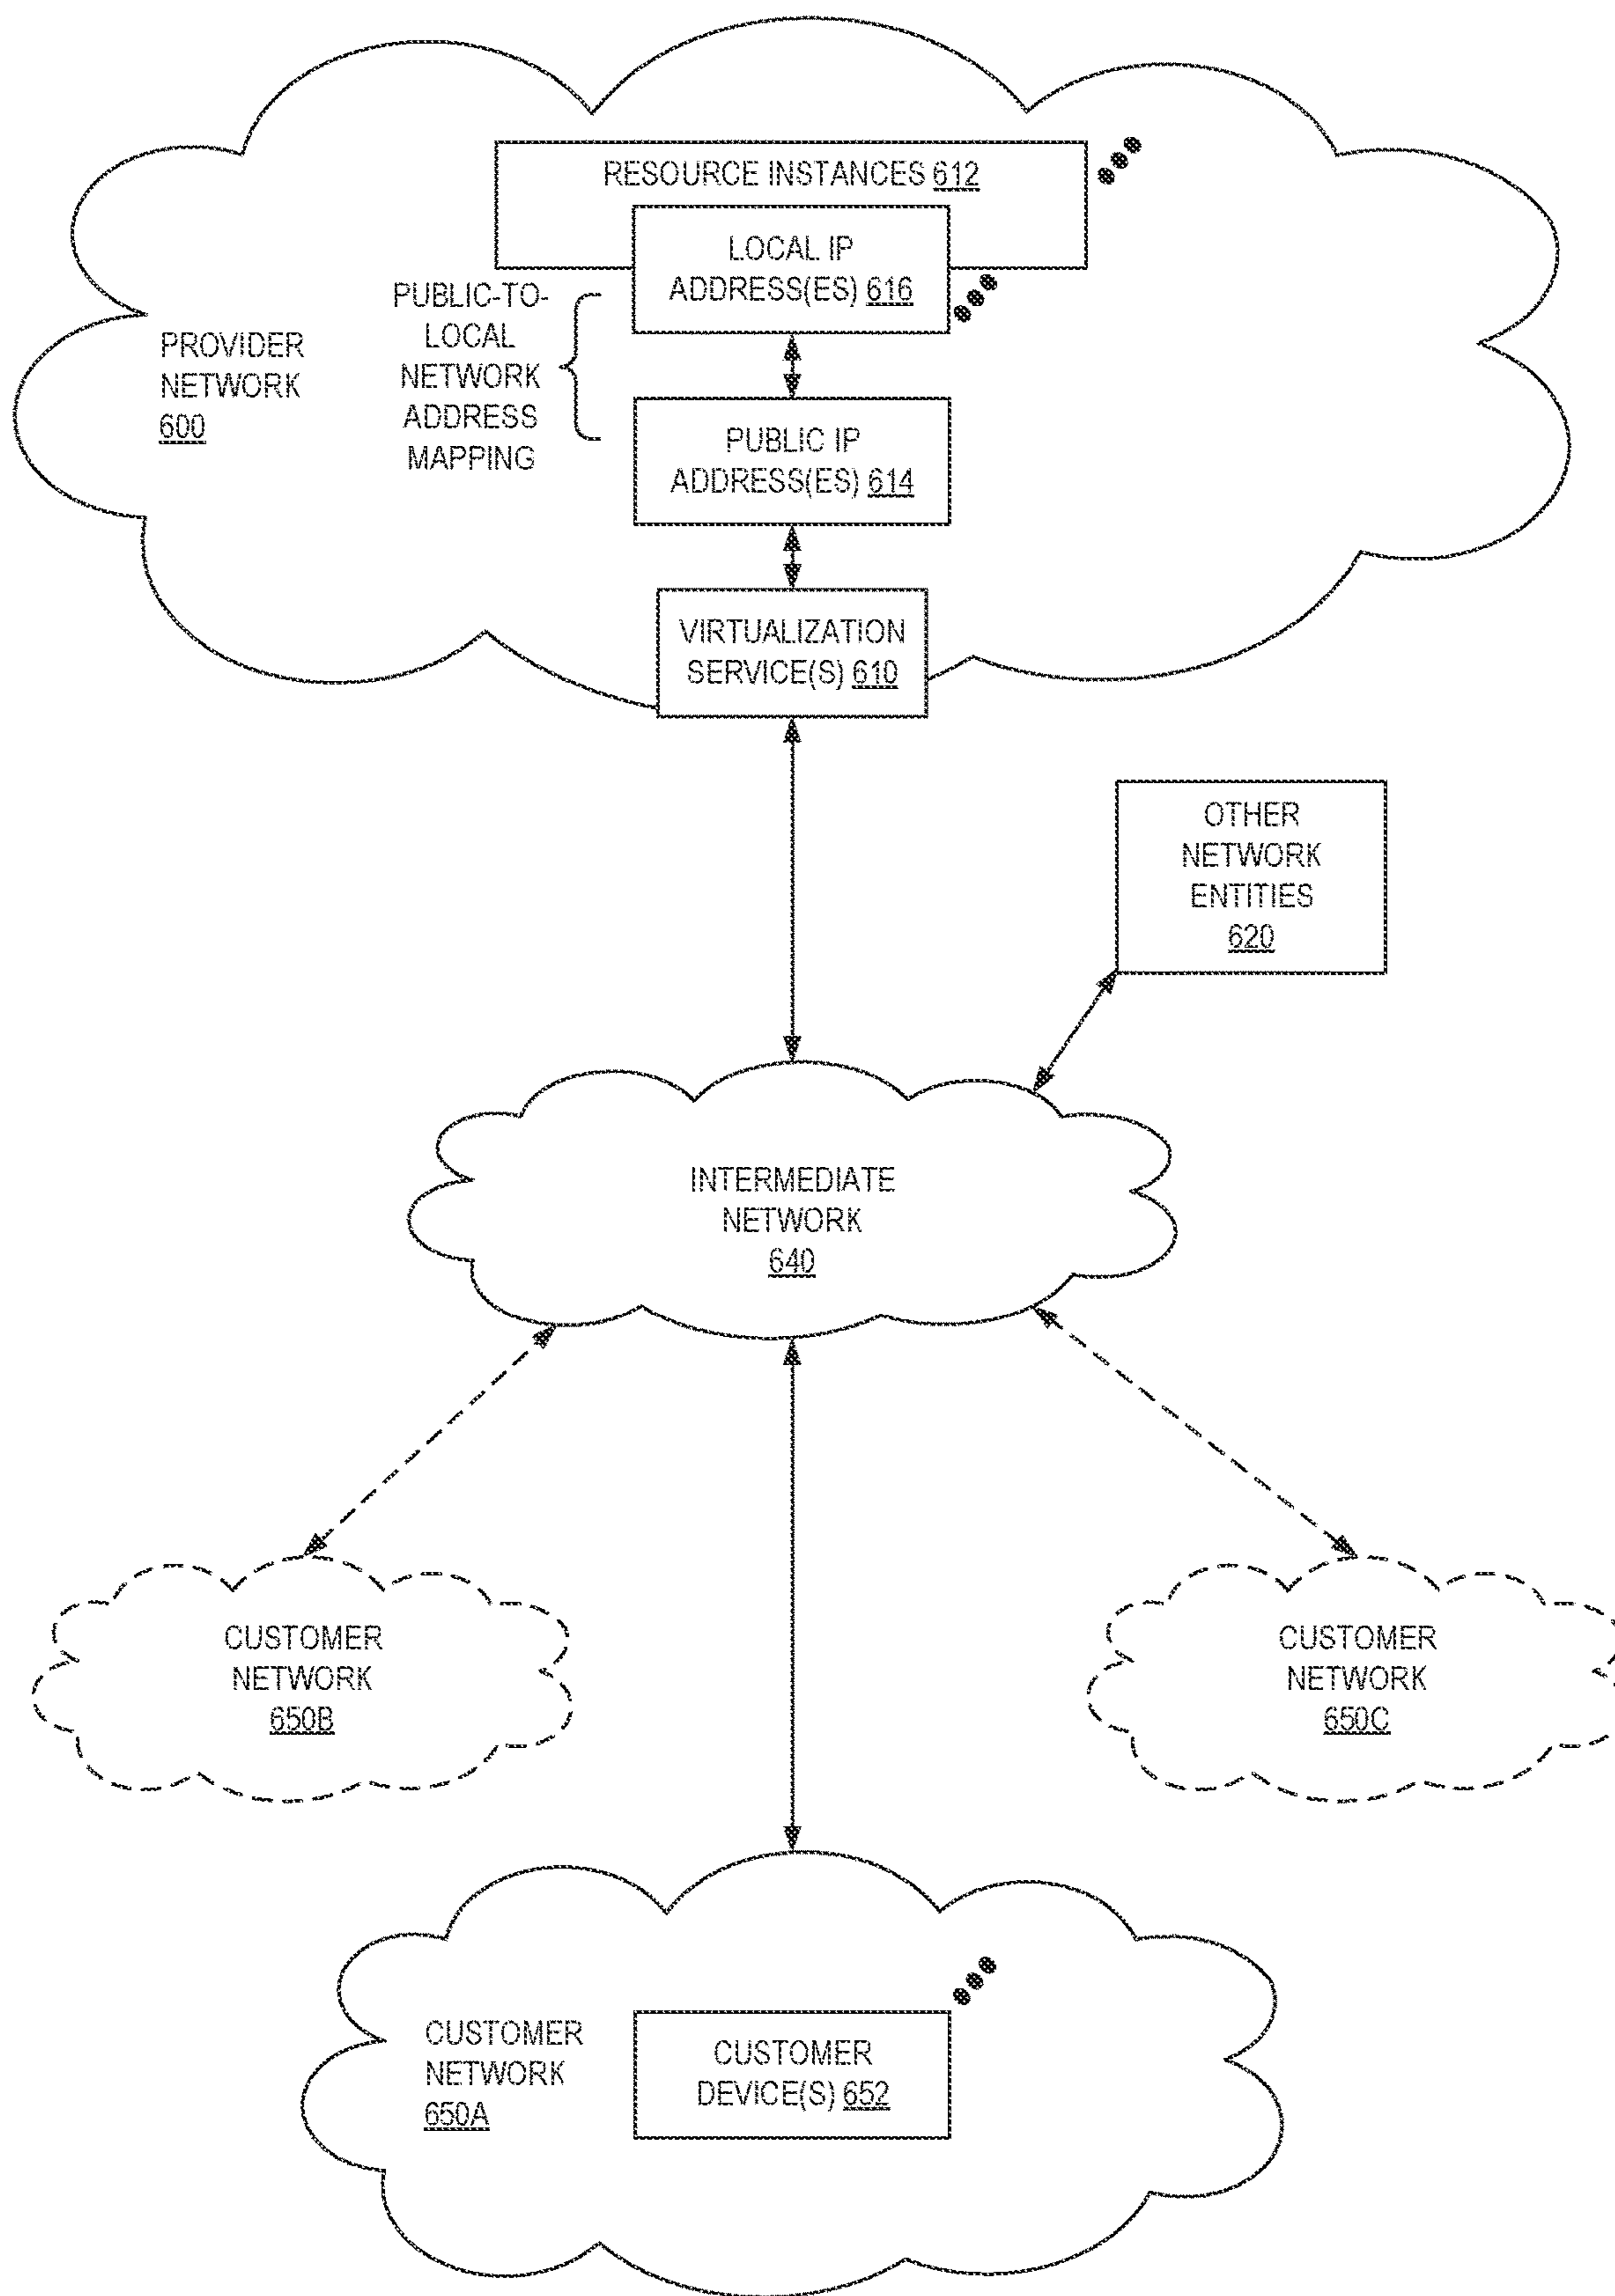 RESOURCE INSTANCES 612
LOCAL IP
ADDRESS(ES) 616
PUBLIC-TO-
LOCAL
NETWORK
ADDRESS
MAPPING
PROVIDER
NETWORK
600
PUBLIC IP
ADDRESS(ES) 614
VIRTUALIZATION
SERVICE(S) 610
OTHER
NETWORK
ENTITIES
620
INTERMEDIATE
NETWORK
640
CUSTOMER
NETWORK
650B
CUSTOMER
NETWORK
650C
CUSTOMER
NETWORK
650A
CUSTOMER
DEVICE(S) 652